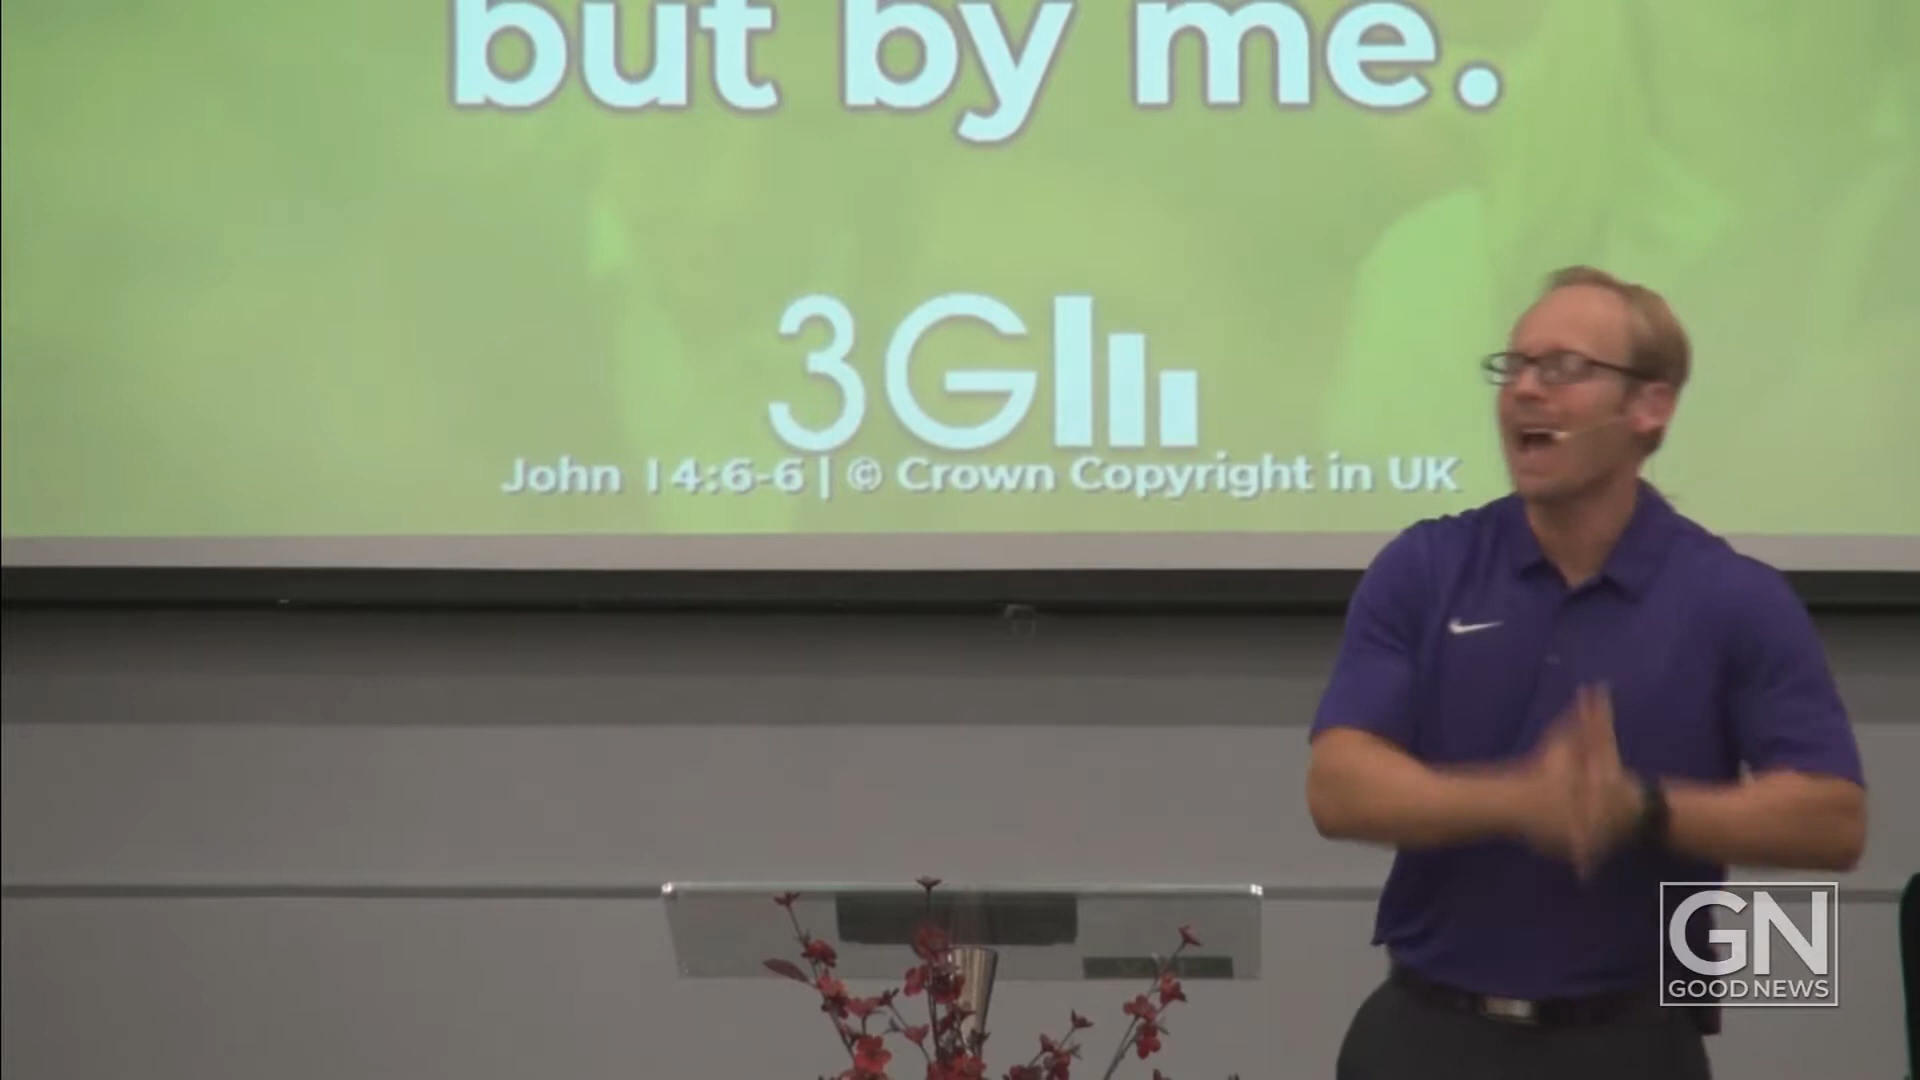 but by me.
3G
John 14:6-6 | © Crown Copyright in UK
GN
GOOD NEWS